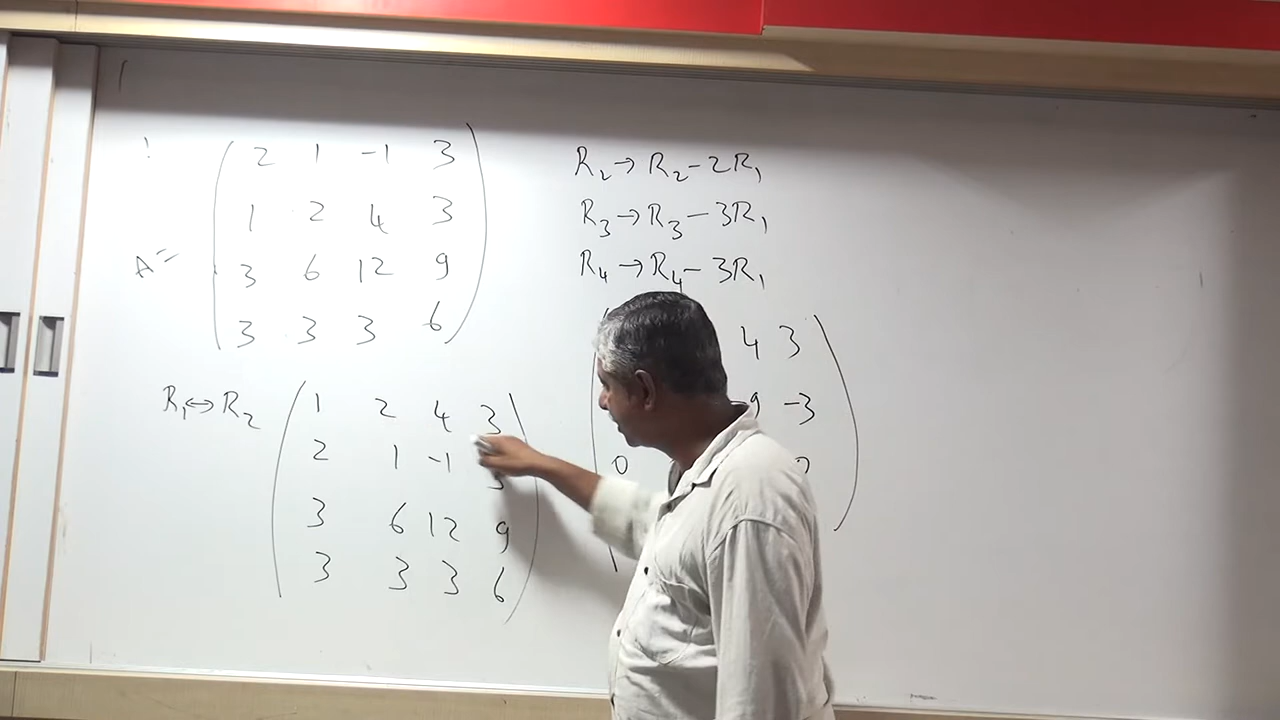 2 1 -1 3
1 2 4 3
A = 3 6 12 9
3 3 3 6
R₁↔R₂ 1 2 4 3
2 1 -1 3
3 6 12 9
3 3 3 6
R₂→R₂-2R₁
R₃→R₃-3R₁
R₄→R₄-3R₁
4 3
9 -3
0